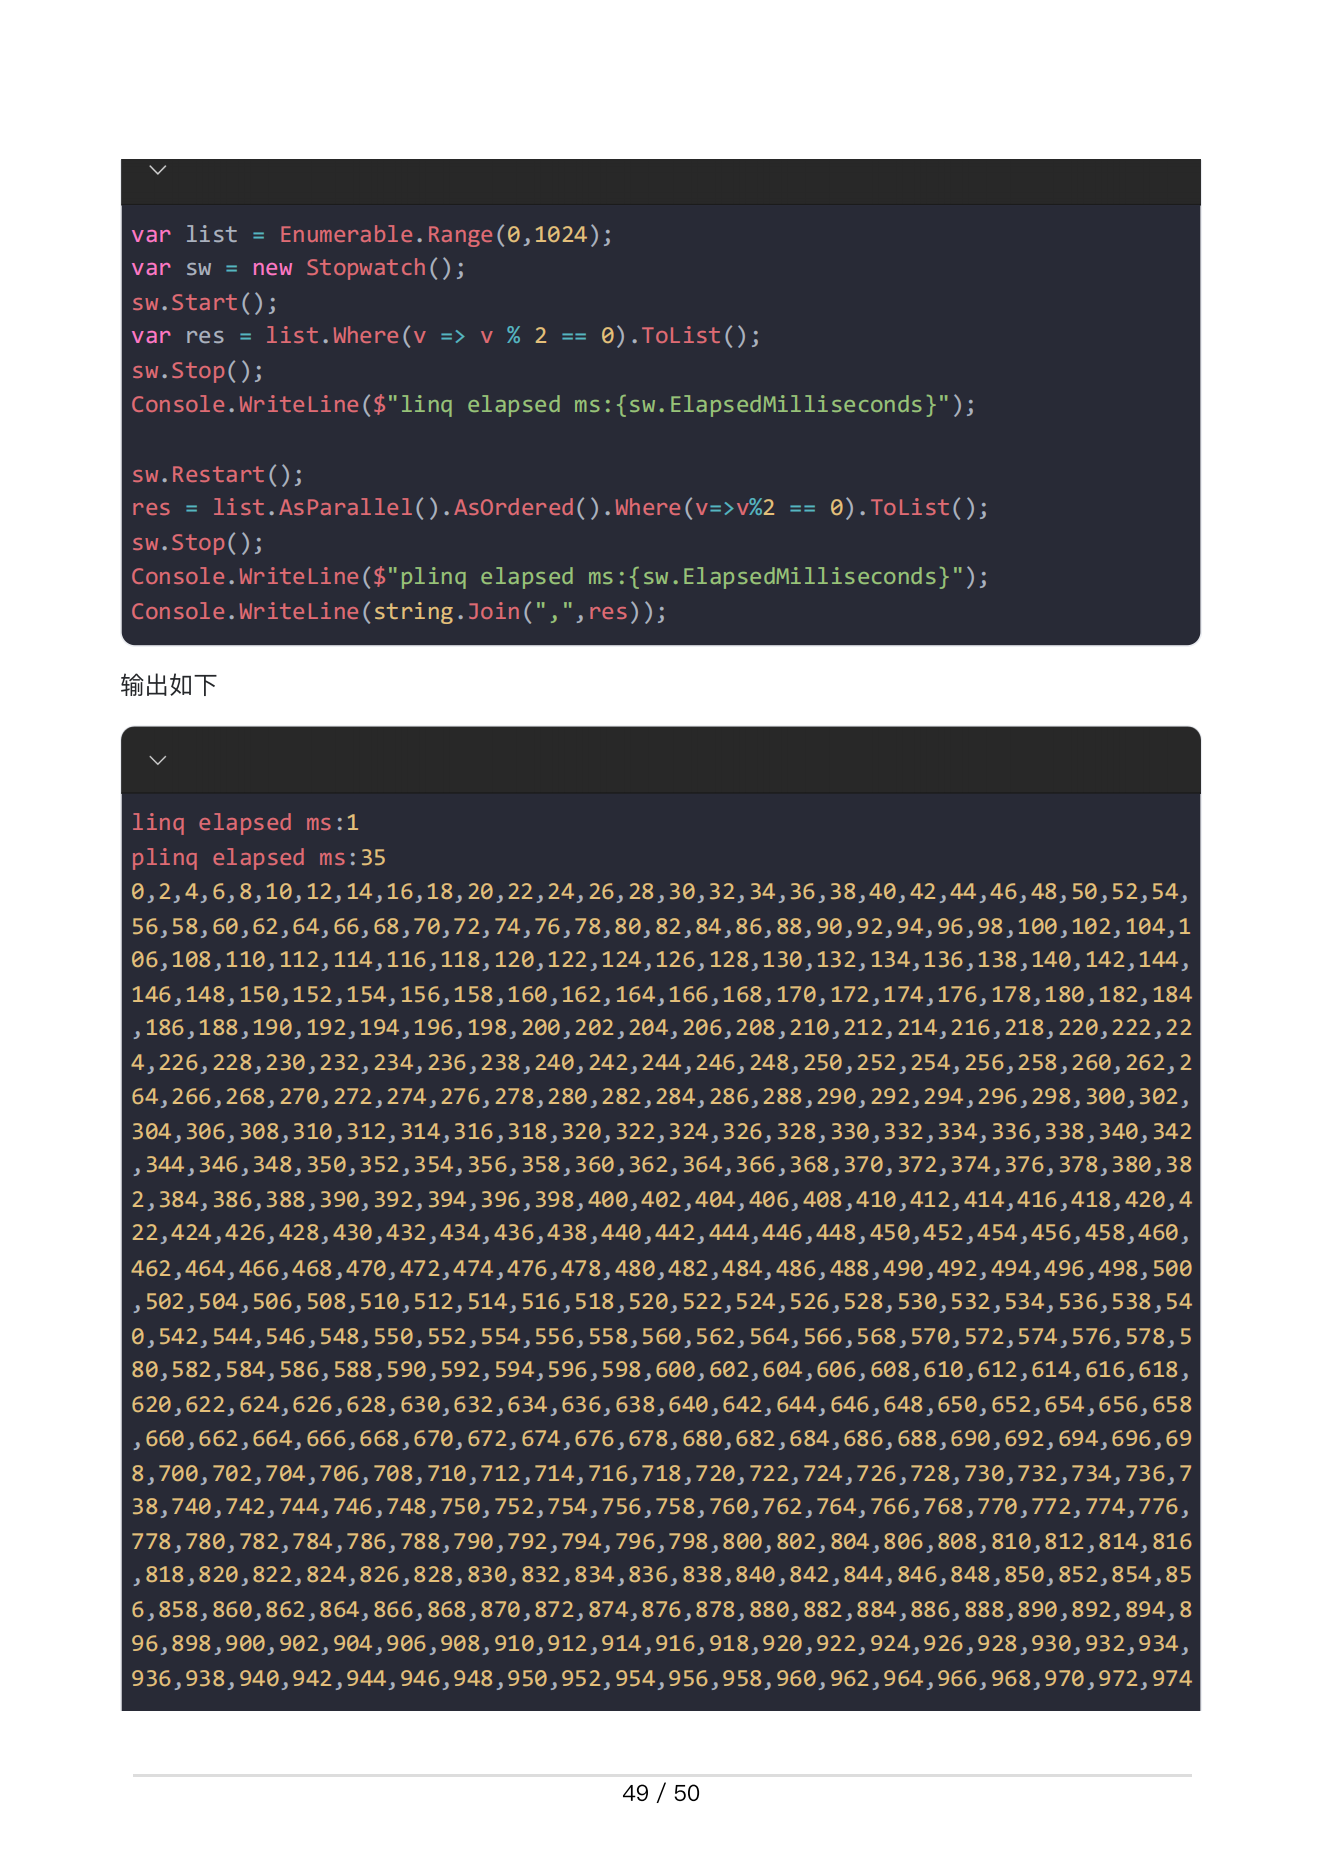 var list = Enumerable.Range(0,1024);
var sw = new Stopwatch();
sw.Start();
var res = list.Where(v => v % 2 == 0).ToList();
sw.Stop();
Console.WriteLine($"linq elapsed ms:{sw.ElapsedMilliseconds}");
sw.Restart();
res = list.AsParallel().AsOrdered().Where(v=>v%2 == 0).ToList();
sw.Stop();
Console.WriteLine($"plinq elapsed ms:{sw.ElapsedMilliseconds}");
Console.WriteLine(string.Join(",",res));
输出如下
linq elapsed ms:1
plinq elapsed ms:35
0,2,4,6,8,10,12,14,16,18,20,22,24,26,28,30,32,34,36,38,40,42,44,46,48,50,52,54,
56,58,60,62,64,66,68,70,72,74,76,78,80,82,84,86,88,90,92,94,96,98,100,102,104,1
06,108,110,112,114,116,118,120,122,124,126,128,130,132,134,136,138,140,142,144,
146,148,150,152,154,156,158,160,162,164,166,168,170,172,174,176,178,180,182,184
,186,188,190,192,194,196,198,200,202,204,206,208,210,212,214,216,218,220,222,22
4,226,228,230,232,234,236,238,240,242,244,246,248,250,252,254,256,258,260,262,2
64,266,268,270,272,274,276,278,280,282,284,286,288,290,292,294,296,298,300,302,
304,306,308,310,312,314,316,318,320,322,324,326,328,330,332,334,336,338,340,342
,344,346,348,350,352,354,356,358,360,362,364,366,368,370,372,374,376,378,380,38
2,384,386,388,390,392,394,396,398,400,402,404,406,408,410,412,414,416,418,420,4
22,424,426,428,430,432,434,436,438,440,442,444,446,448,450,452,454,456,458,460,
462,464,466,468,470,472,474,476,478,480,482,484,486,488,490,492,494,496,498,500
,502,504,506,508,510,512,514,516,518,520,522,524,526,528,530,532,534,536,538,54
0,542,544,546,548,550,552,554,556,558,560,562,564,566,568,570,572,574,576,578,5
80,582,584,586,588,590,592,594,596,598,600,602,604,606,608,610,612,614,616,618,
620,622,624,626,628,630,632,634,636,638,640,642,644,646,648,650,652,654,656,658
,660,662,664,666,668,670,672,674,676,678,680,682,684,686,688,690,692,694,696,69
8,700,702,704,706,708,710,712,714,716,718,720,722,724,726,728,730,732,734,736,7
38,740,742,744,746,748,750,752,754,756,758,760,762,764,766,768,770,772,774,776,
778,780,782,784,786,788,790,792,794,796,798,800,802,804,806,808,810,812,814,816
,818,820,822,824,826,828,830,832,834,836,838,840,842,844,846,848,850,852,854,85
6,858,860,862,864,866,868,870,872,874,876,878,880,882,884,886,888,890,892,894,8
96,898,900,902,904,906,908,910,912,914,916,918,920,922,924,926,928,930,932,934,
936,938,940,942,944,946,948,950,952,954,956,958,960,962,964,966,968,970,972,974
49 / 50